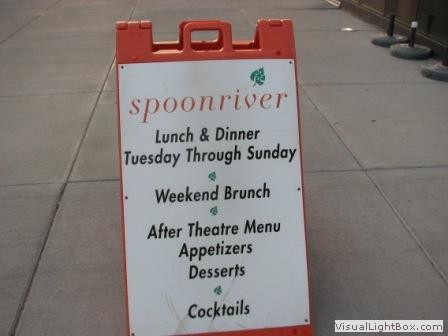 spoonriver
Lunch & Dinner
Tuesday Through Sunday
Weekend Brunch
After Theatre Menu
Appetizers
Desserts
Cocktails
VisualLightBox.com